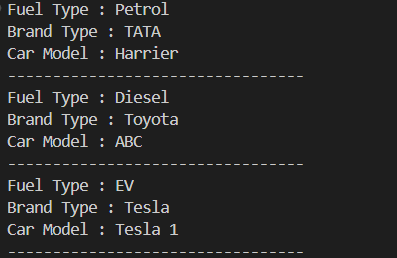 Fuel Type : Petrol
Brand Type : TATA
Car Model : Harrier
---------------------------------
Fuel Type : Diesel
Brand Type : Toyota
Car Model : ABC
---------------------------------
Fuel Type : EV
Brand Type : Tesla
Car Model : Tesla 1
---------------------------------